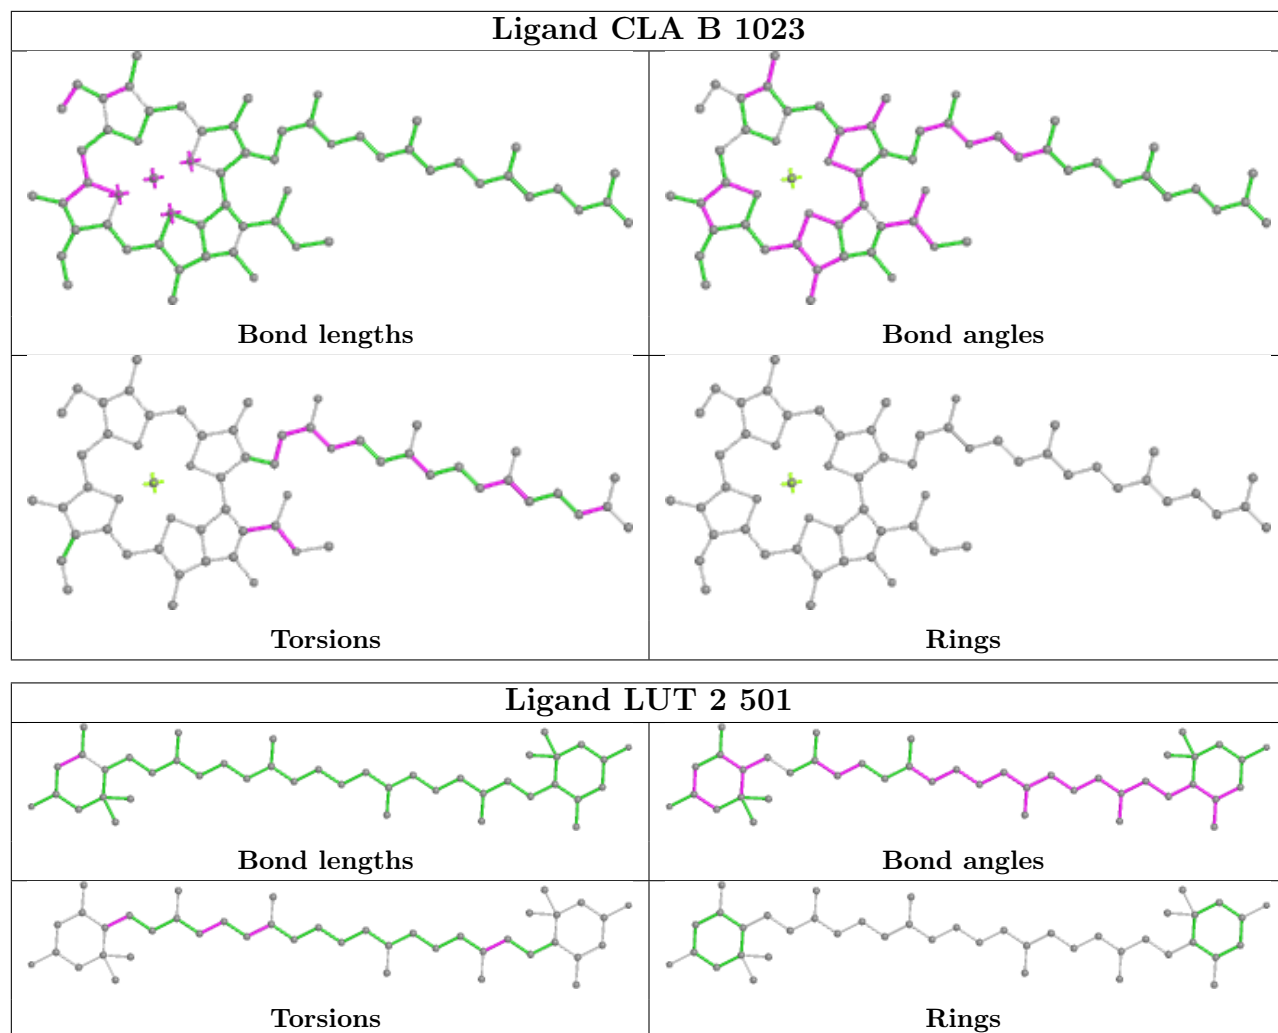 Ligand CLA B 1023
Bond lengths
Bond angles
Torsions
Rings
Ligand LUT 2 501
Bond lengths
Bond angles
Torsions
Rings